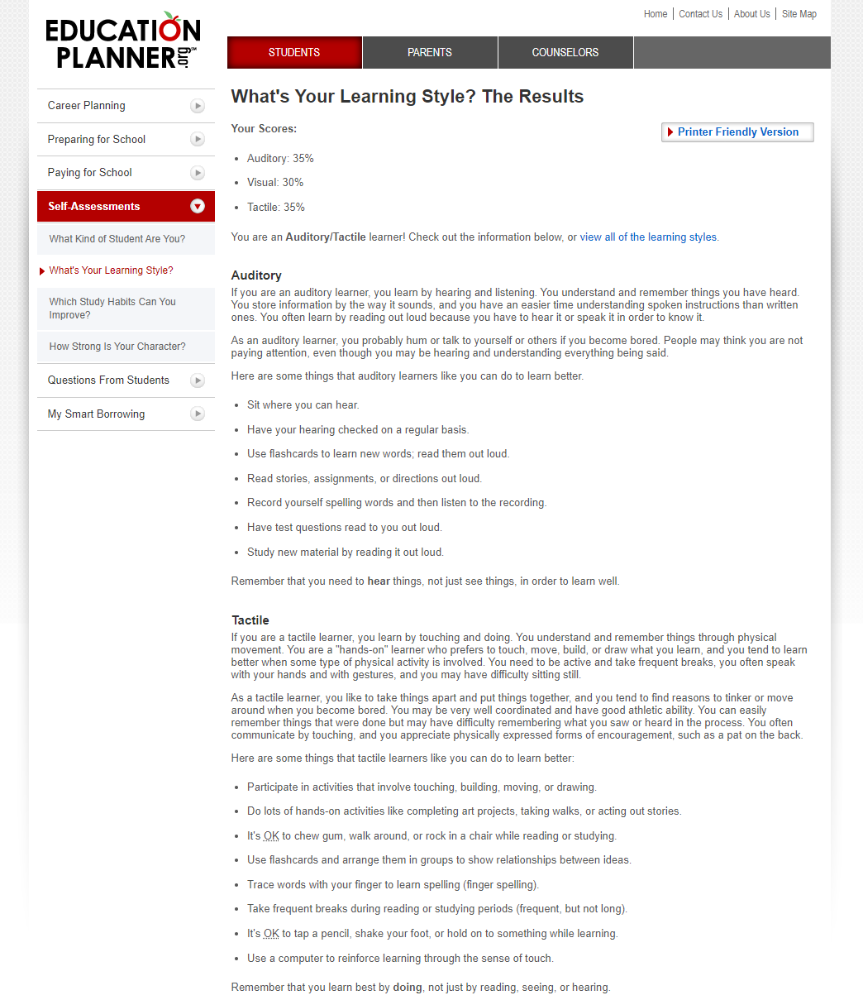 EDUCATION
PLANNER.org℠
Home
Contact Us
About Us
Site Map
STUDENTS
PARENTS
COUNSELORS
Career Planning
Preparing for School
Paying for School
Self-Assessments
What Kind of Student Are You?
What's Your Learning Style?
Which Study Habits Can You
Improve?
How Strong Is Your Character?
Questions From Students
My Smart Borrowing
What's Your Learning Style? The Results
Your Scores:
Printer Friendly Version
• Auditory: 35%
• Visual: 30%
• Tactile: 35%
You are an Auditory/Tactile learner! Check out the information below, or view all of the learning styles.
Auditory
If you are an auditory learner, you learn by hearing and listening. You understand and remember things you have heard.
You store information by the way it sounds, and you have an easier time understanding spoken instructions than written
ones. You often learn by reading out loud because you have to hear it or speak it in order to know it.
As an auditory learner, you probably hum or talk to yourself or others if you become bored. People may think you are not
paying attention, even though you may be hearing and understanding everything being said.
Here are some things that auditory learners like you can do to learn better.
• Sit where you can hear.
• Have your hearing checked on a regular basis.
• Use flashcards to learn new words; read them out loud.
• Read stories, assignments, or directions out loud.
• Record yourself spelling words and then listen to the recording.
• Have test questions read to you out loud.
• Study new material by reading it out loud.
Remember that you need to hear things, not just see things, in order to learn well.
Tactile
If you are a tactile learner, you learn by touching and doing. You understand and remember things through physical
movement. You are a "hands-on" learner who prefers to touch, move, build, or draw what you learn, and you tend to learn
better when some type of physical activity is involved. You need to be active and take frequent breaks, you often speak
with your hands and with gestures, and you may have difficulty sitting still.
As a tactile learner, you like to take things apart and put things together, and you tend to find reasons to tinker or move
around when you become bored. You may be very well coordinated and have good athletic ability. You can easily
remember things that were done but may have difficulty remembering what you saw or heard in the process. You often
communicate by touching, and you appreciate physically expressed forms of encouragement, such as a pat on the back.
Here are some things that tactile learners like you can do to learn better:
• Participate in activities that involve touching, building, moving, or drawing.
• Do lots of hands-on activities like completing art projects, taking walks, or acting out stories.
• It's OK to chew gum, walk around, or rock in a chair while reading or studying.
• Use flashcards and arrange them in groups to show relationships between ideas.
• Trace words with your finger to learn spelling (finger spelling).
• Take frequent breaks during reading or studying periods (frequent, but not long).
• It's OK to tap a pencil, shake your foot, or hold on to something while learning.
• Use a computer to reinforce learning through the sense of touch.
Remember that you learn best by doing, not just by reading, seeing, or hearing.